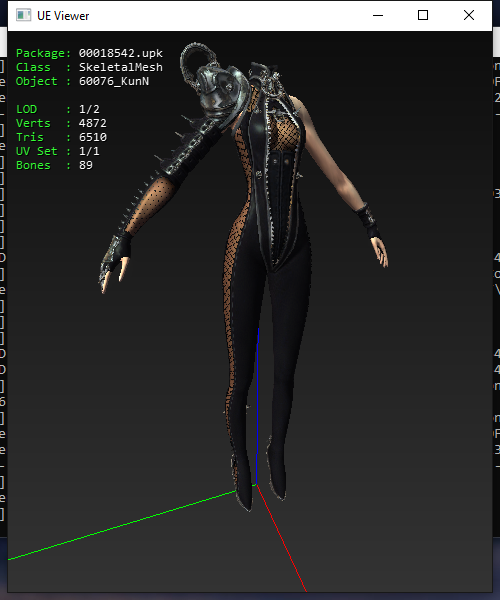 UE Viewer
Package: 00018542.upk
Class  : SkeletalMesh
Object : 60076_KunN
LOD    : 1/2
Verts  : 4872
Tris   : 6510
UV Set : 1/1
Bones  : 89